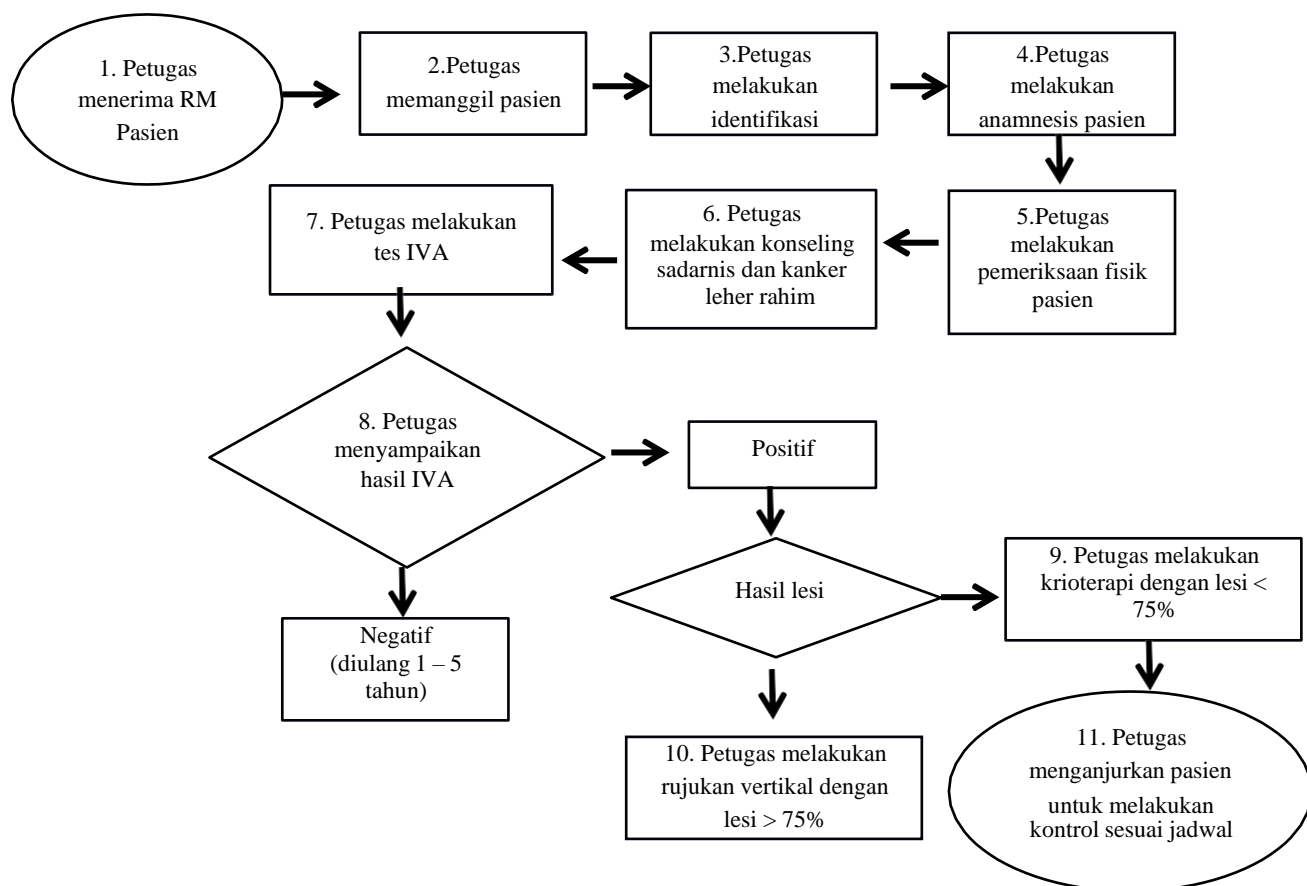 1. Petugas
menerima RM
Pasien
2.Petugas
memanggil pasien
3.Petugas
melakukan
identifikasi
4.Petugas
melakukan
anamnesis pasien
5.Petugas
melakukan
pemeriksaan fisik
pasien
6. Petugas
melakukan konseling
sadarnis dan kanker
leher rahim
7. Petugas melakukan
tes IVA
8. Petugas
menyampaikan
hasil IVA
Positif
Negatif
(diulang 1 – 5
tahun)
Hasil lesi
9. Petugas melakukan
krioterapi dengan lesi <
75%
10. Petugas melakukan
rujukan vertikal dengan
lesi > 75%
11. Petugas
menganjurkan pasien
untuk melakukan
kontrol sesuai jadwal